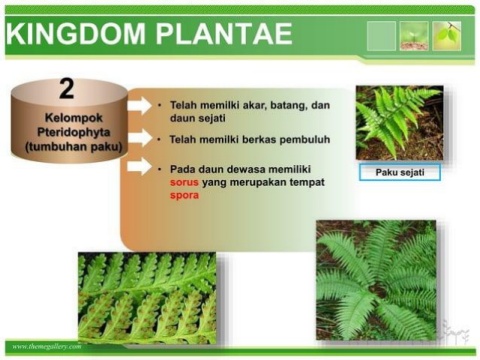 KINGDOM PLANTAE
2
Kelompok
Pteridophyta
(tumbuhan paku)
• Telah memilki akar, batang, dan
daun sejati
• Telah memilki berkas pembuluh
• Pada daun dewasa memiliki
sorus yang merupakan tempat
spora
Paku sejati
www.themegallery.com